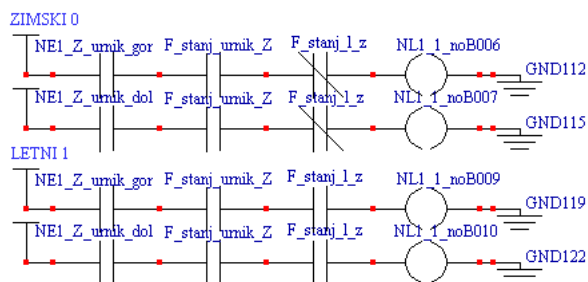 ZIMSKI 0
NE1_Z_urnik_gor F_stanj_urnik_Z F_stanj_l_z NL1_1_noB006 GND112
NE1_Z_urnik_dol F_stanj_urnik_Z F_stanj_l_z NL1_1_noB007 GND115
LETNI 1
NE1_Z_urnik_gor F_stanj_urnik_Z F_stanj_l_z NL1_1_noB009 GND119
NE1_Z_urnik_dol F_stanj_urnik_Z F_stanj_l_z NL1_1_noB010 GND122